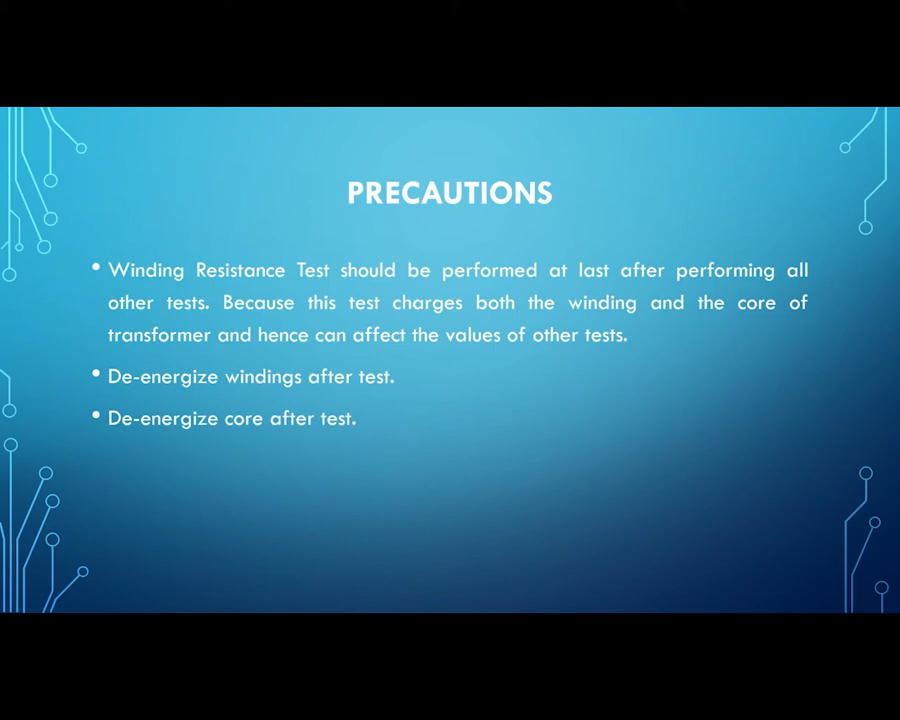 PRECAUTIONS
• Winding Resistance Test should be performed at last after performing all
other tests. Because this test charges both the winding and the core of
transformer and hence can affect the values of other tests.
• De-energize windings after test.
• De-energize core after test.